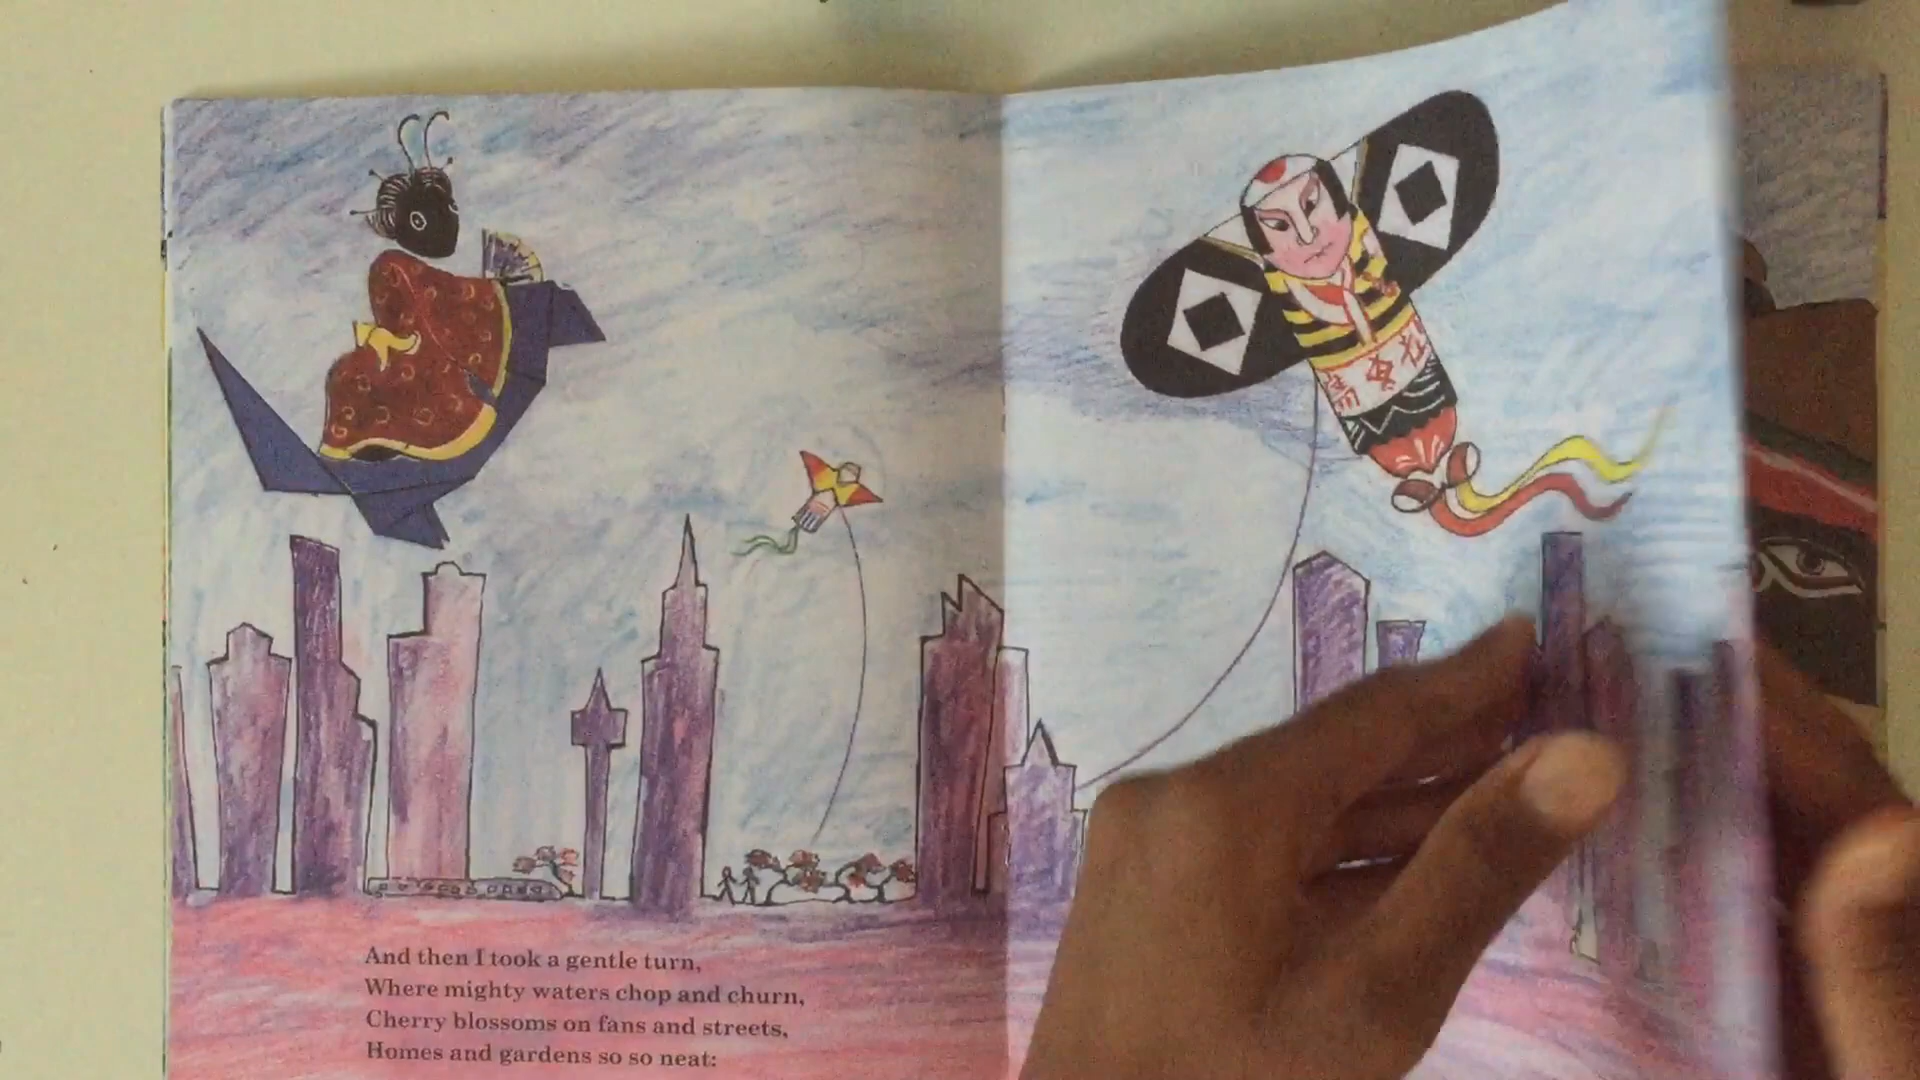 And then I took a gentle turn,
Where mighty waters chop and churn,
Cherry blossoms on fans and streets,
Homes and gardens so so neat: